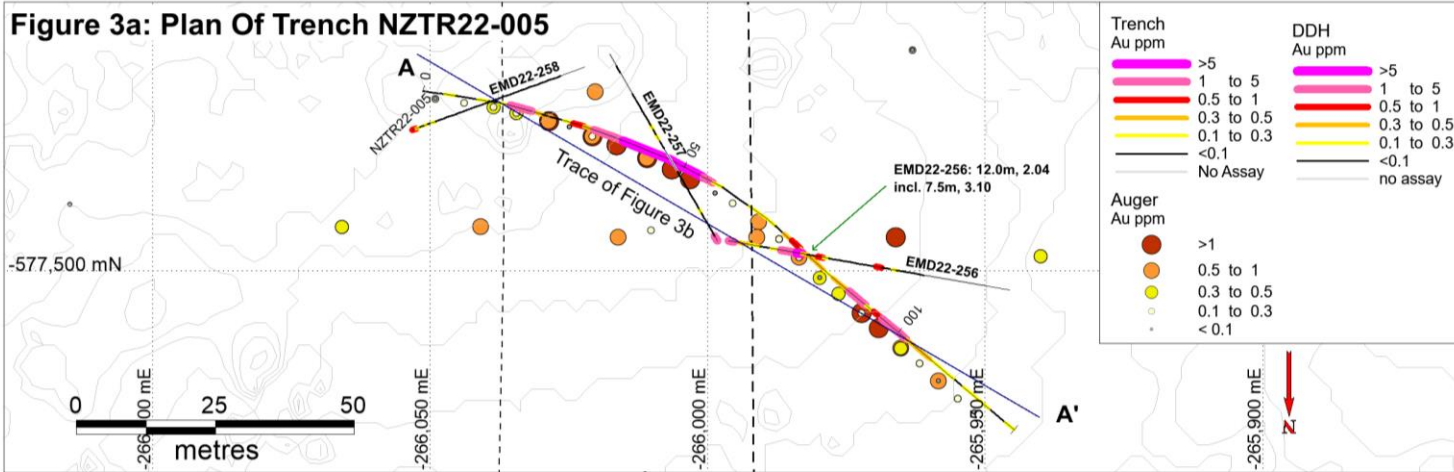 Figure 3a: Plan Of Trench NZTR22-005
A
0
EMD22-258
NZTR22-005
EMD22-257
50
Trace of Figure 3b
EMD22-256: 12.0m, 2.04
incl. 7.5m, 3.10
-577,500 mN
EMD22-256
100
A'
0 25 50
metres
-266,100 mE
-266,050 mE
-266,000 mE
-265,950 mE
-265,900 mE
N
Trench
Au ppm
>5
1 to 5
0.5 to 1
0.3 to 0.5
0.1 to 0.3
<0.1
No Assay
DDH
Au ppm
>5
1 to 5
0.5 to 1
0.3 to 0.5
0.1 to 0.3
<0.1
no assay
Auger
Au ppm
>1
0.5 to 1
0.3 to 0.5
0.1 to 0.3
< 0.1